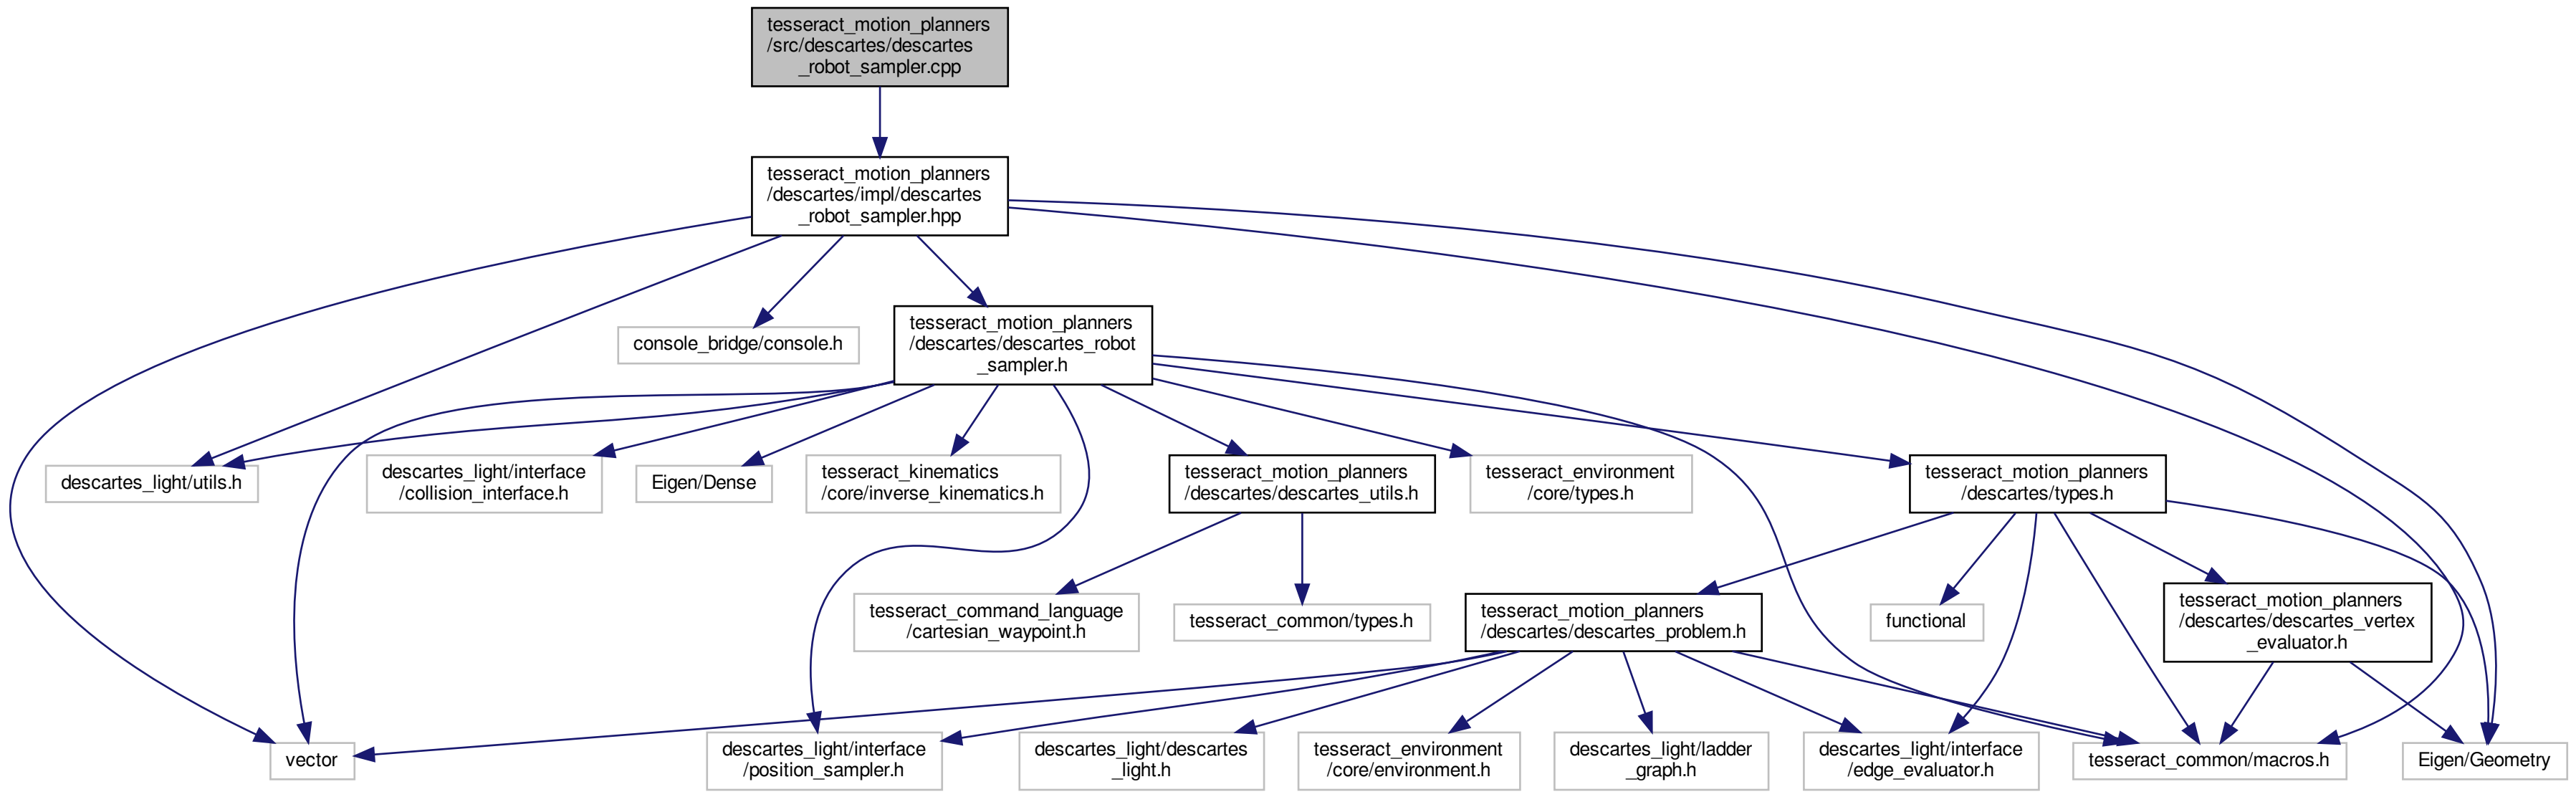 tesseract_motion_planners
/src/descartes/descartes
_robot_sampler.cpp
tesseract_motion_planners
/descartes/impl/descartes
_robot_sampler.hpp
console_bridge/console.h
tesseract_motion_planners
/descartes/descartes_robot
_sampler.h
descartes_light/utils.h
descartes_light/interface
/collision_interface.h
Eigen/Dense
tesseract_kinematics
/core/inverse_kinematics.h
tesseract_motion_planners
/descartes/descartes_utils.h
tesseract_environment
/core/types.h
tesseract_motion_planners
/descartes/types.h
tesseract_command_language
/cartesian_waypoint.h
tesseract_common/types.h
tesseract_motion_planners
/descartes/descartes_problem.h
functional
tesseract_motion_planners
/descartes/descartes_vertex
_evaluator.h
vector
descartes_light/interface
/position_sampler.h
descartes_light/descartes
_light.h
tesseract_environment
/core/environment.h
descartes_light/ladder
_graph.h
descartes_light/interface
/edge_evaluator.h
tesseract_common/macros.h
Eigen/Geometry